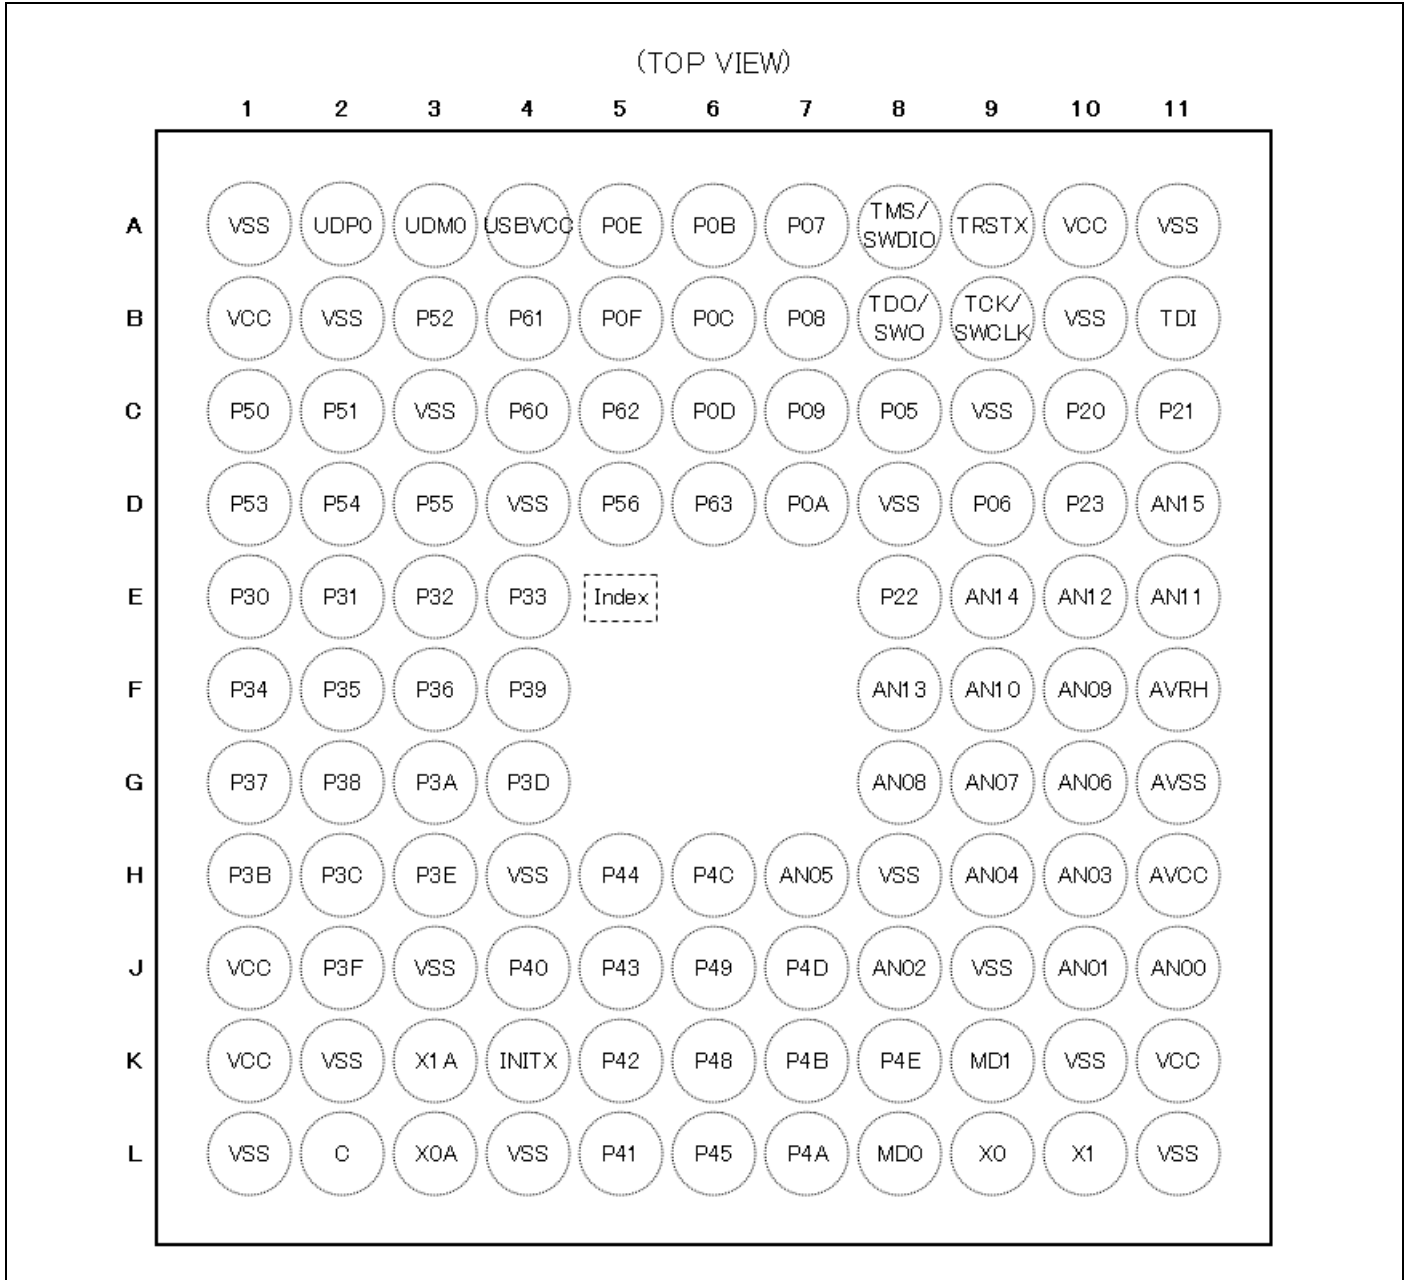 (TOP VIEW)
1 2 3 4 5 6 7 8 9 10 11
A VSS UDP0 UDM0 USBVCC P0E P0B P07 TMS/ SWDIO TRSTX VCC VSS
B VCC VSS P52 P61 P0F P0C P08 TDO/ SWO TCK/ SWCLK VSS TDI
C P50 P51 VSS P60 P62 P0D P09 P05 VSS P20 P21
D P53 P54 P55 VSS P56 P63 P0A VSS P06 P23 AN15
E P30 P31 P32 P33 Index P22 AN14 AN12 AN11
F P34 P35 P36 P39 AN13 AN10 AN09 AVRH
G P37 P38 P3A P3D AN08 AN07 AN06 AVSS
H P3B P3C P3E VSS P44 P4C AN05 VSS AN04 AN03 AVCC
J VCC P3F VSS P40 P43 P49 P4D AN02 VSS AN01 AN00
K VCC VSS X1A INITX P42 P48 P4B P4E MD1 VSS VCC
L VSS C X0A VSS P41 P45 P4A MD0 X0 X1 VSS